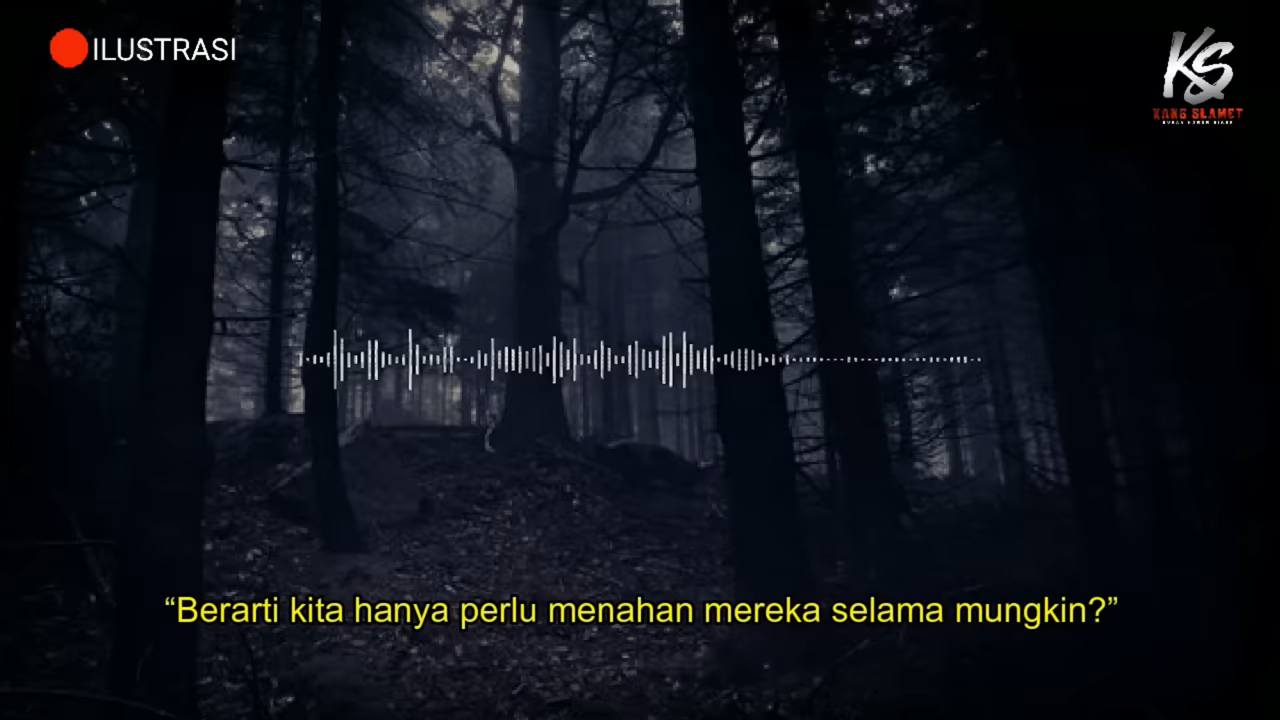 ILUSTRASI
KS
KANG SLAMET
“Berarti kita hanya perlu menahan mereka selama mungkin?”